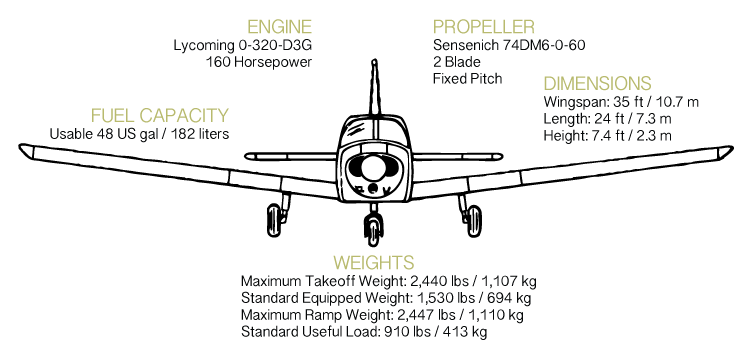 ENGINE
Lycoming 0-320-D3G
160 Horsepower
PROPELLER
Sensenich 74DM6-0-60
2 Blade
Fixed Pitch
DIMENSIONS
Wingspan: 35 ft / 10.7 m
Length: 24 ft / 7.3 m
Height: 7.4 ft / 2.3 m
FUEL CAPACITY
Usable 48 US gal / 182 liters
WEIGHTS
Maximum Takeoff Weight: 2,440 lbs / 1,107 kg
Standard Equipped Weight: 1,530 lbs / 694 kg
Maximum Ramp Weight: 2,447 lbs / 1,110 kg
Standard Useful Load: 910 lbs / 413 kg